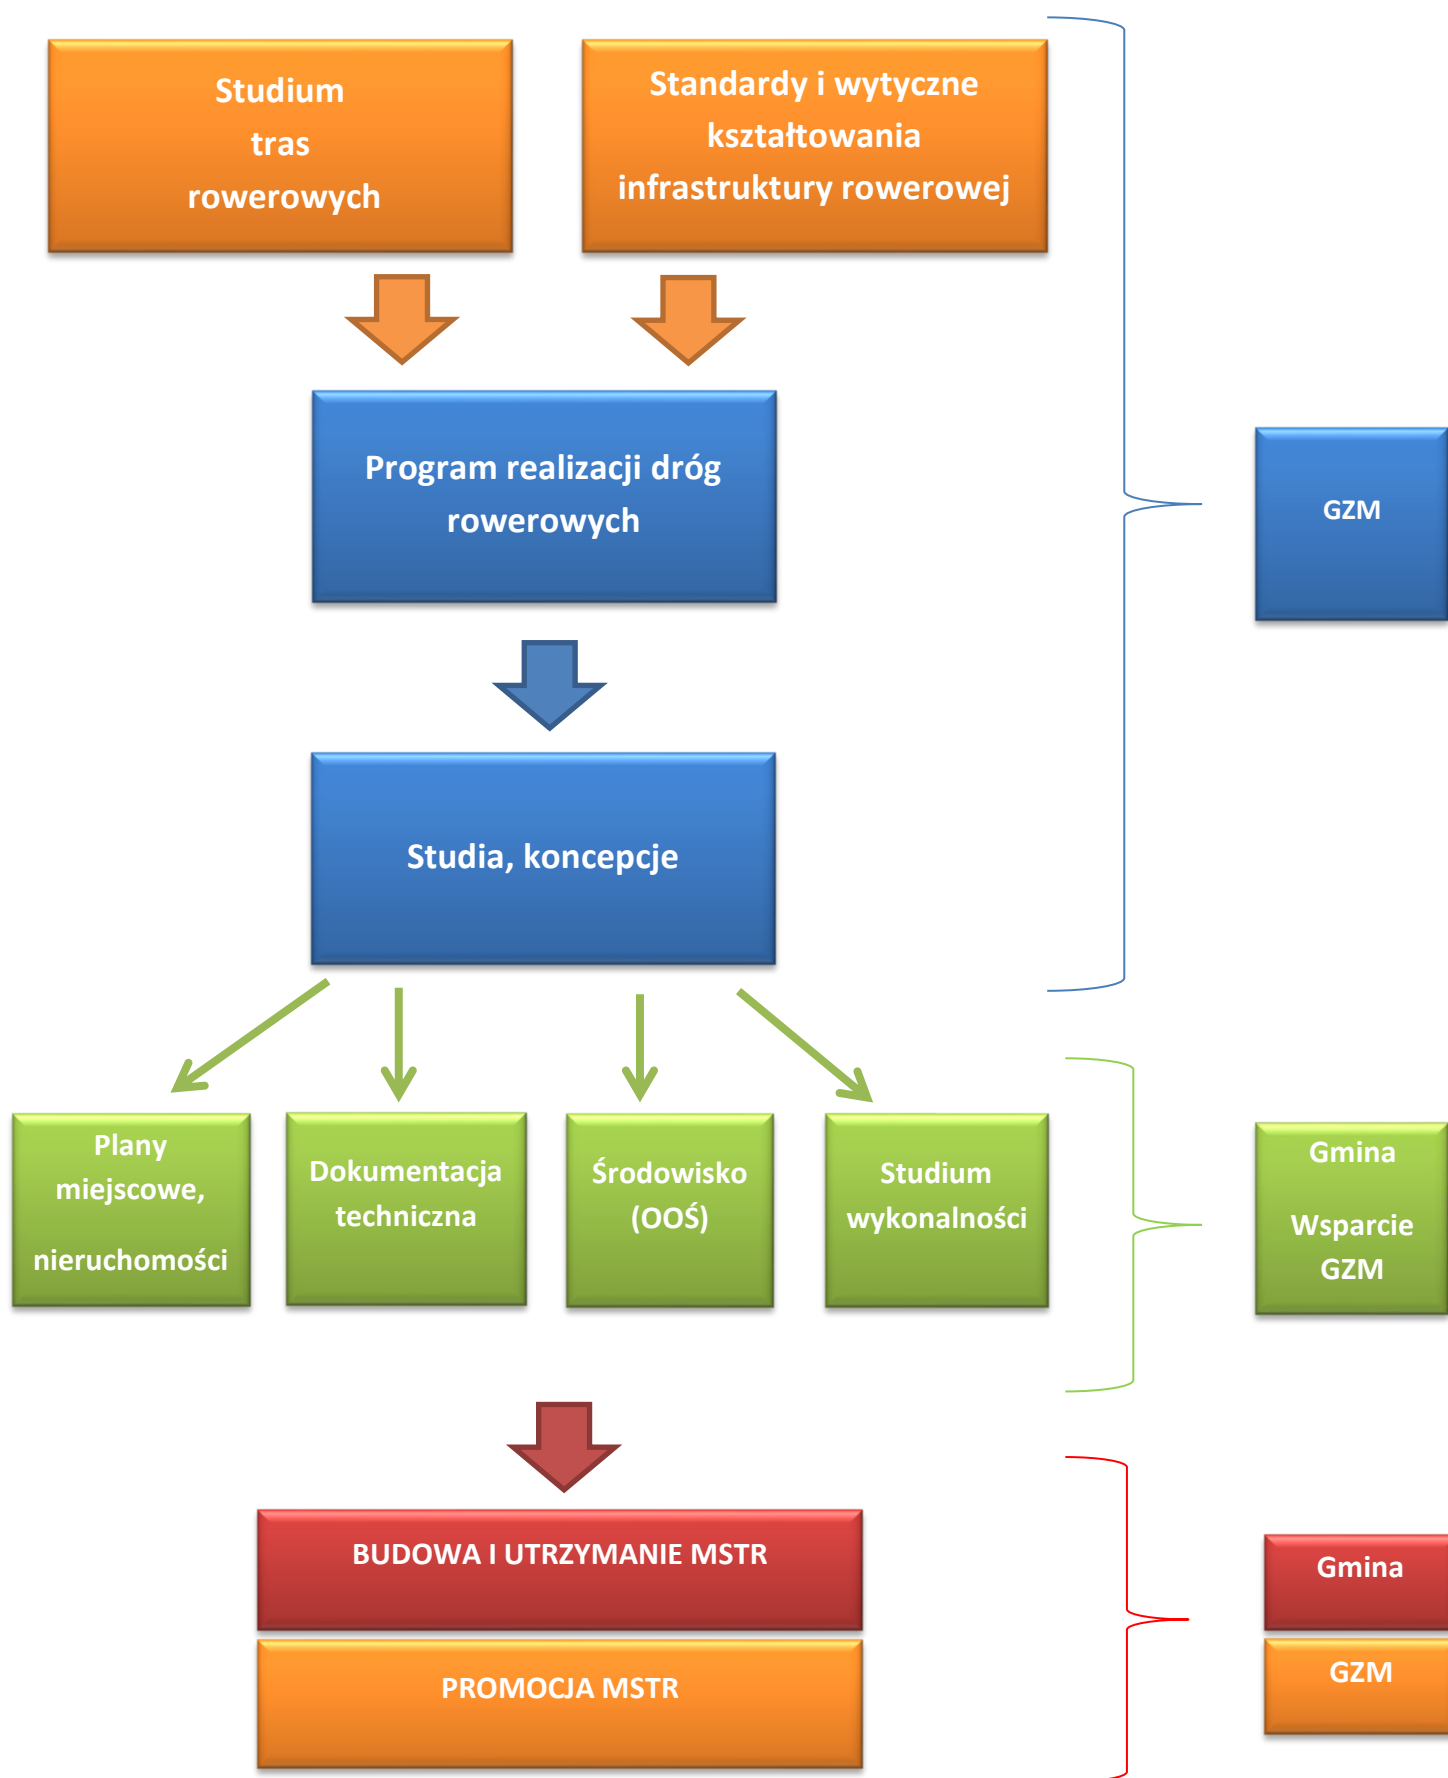 Studium
tras
rowerowych
Standardy i wytyczne
kształtowania
infrastruktury rowerowej
Program realizacji dróg
rowerowych
GZM
Studia, koncepcje
Plany
miejscowe,
nieruchomości
Dokumentacja
techniczna
Środowisko
(OOŚ)
Studium
wykonalności
Gmina
Wsparcie
GZM
BUDOWA I UTRZYMANIE MSTR
Gmina
PROMOCJA MSTR
GZM